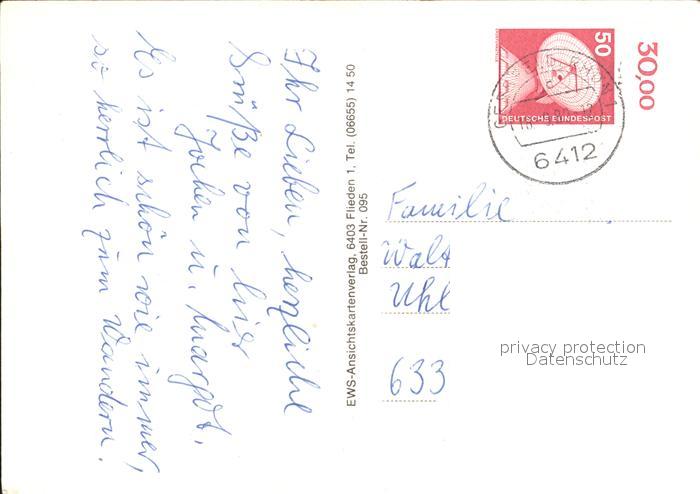 Ihr Lieben, herzliche
Grüße von hier
Jochen u. Margot.
Es ist schön wie immer,
so herrlich zum Wandern.
EWS-Ansichtskartenverlag, 6403 Flieden 1, Tel. (06655) 14 50
Bestell-Nr. 095
50
DEUTSCHE BUNDESPOST
30,00
6412
Familie
Walt
Uhl
633
privacy protection
Datenschutz